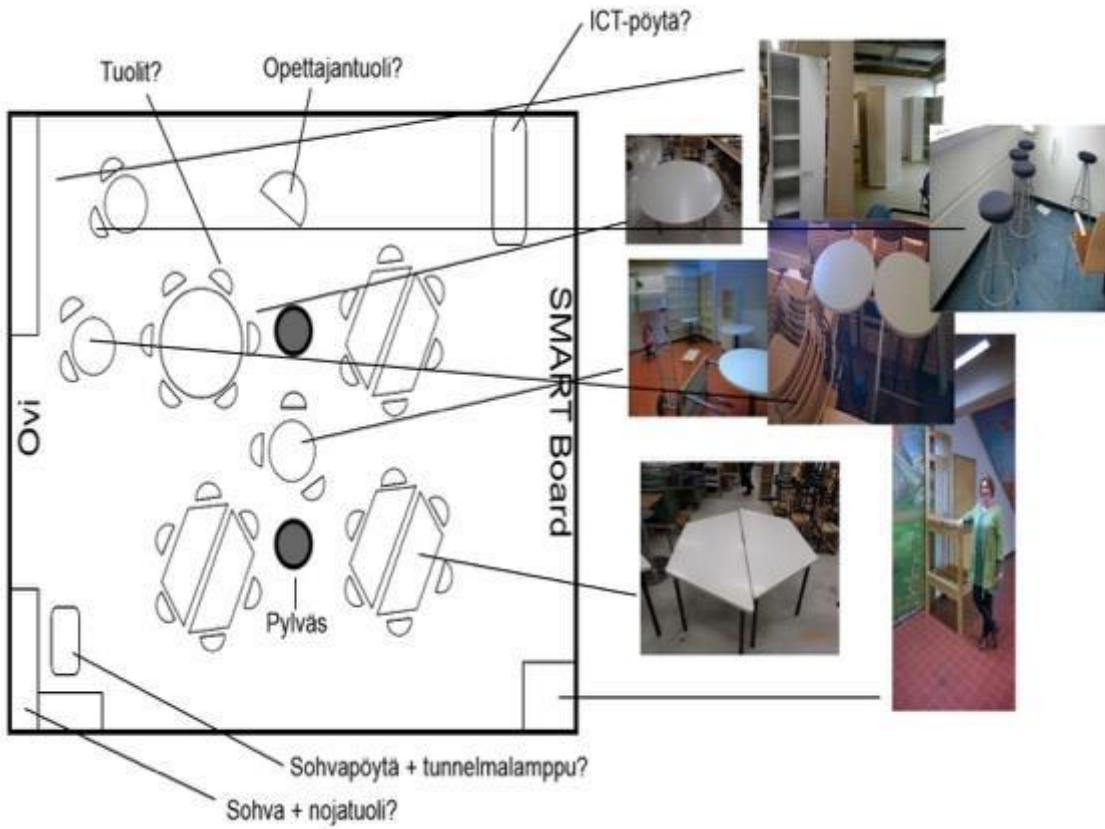 ICT-pöytä?
Tuolit?
Opettajantuoli?
SMART Board
Ovi
Pylväs
Sohvapöytä + tunnelmalamppu?
Sohva + nojatuoli?